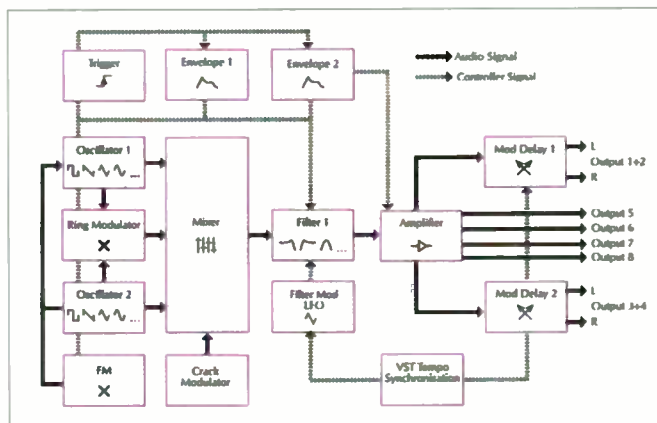 Trigger
Envelope 1
Envelope 2
Audio Signal
Controller Signal
Oscillator 1
...
Mod Delay 1
L
Output 1+2
R
Ring Modulator
Mixer
Filter 1
...
Amplifier
Output 5
Output 6
Output 7
Output 8
Oscillator 2
...
Filter Mod
LFO
Mod Delay 2
L
Output 3+4
R
FM
Crack
Modulator
VST Tempo
Synchronisation